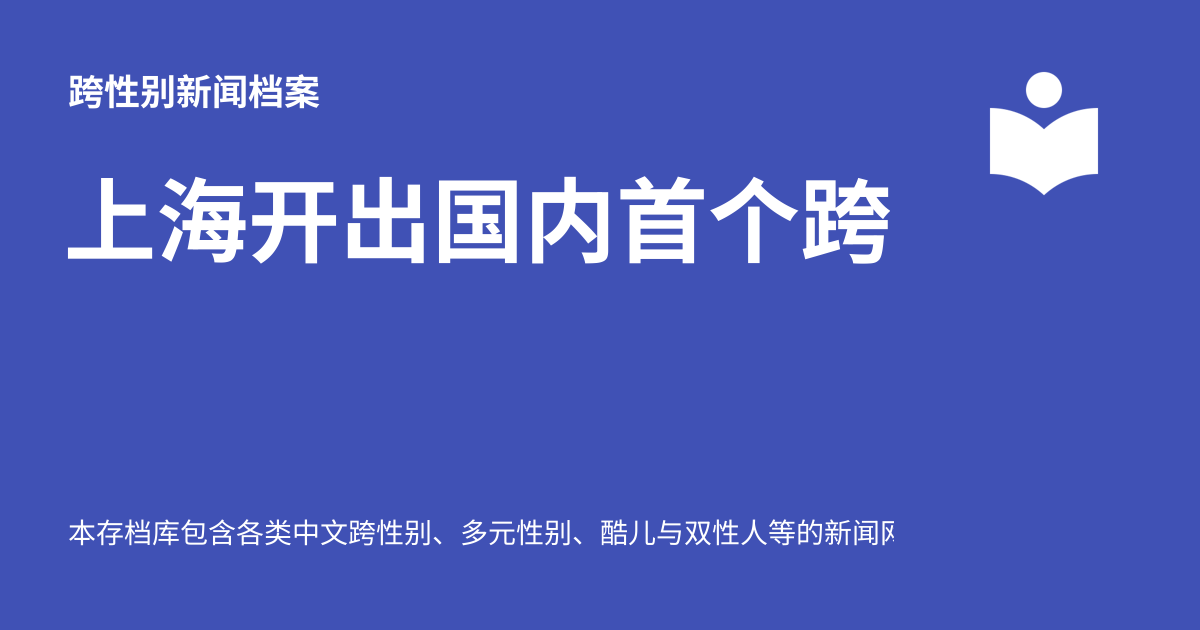 跨性别新闻档案
上海开出国内首个跨
本存档库包含各类中文跨性别、多元性别、酷儿与双性人等的新闻